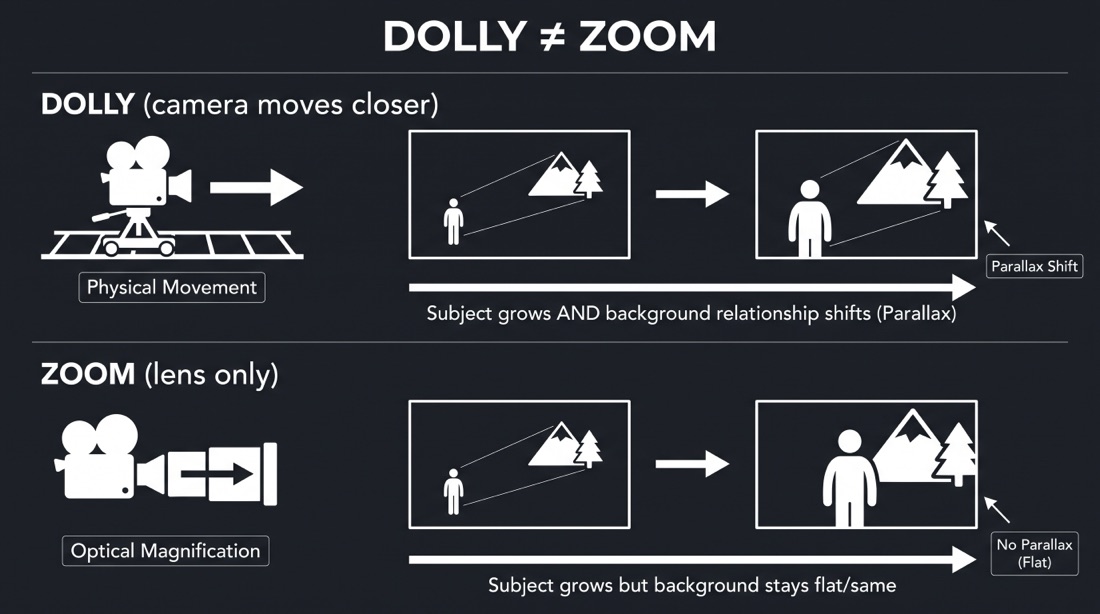 DOLLY ≠ ZOOM
DOLLY (camera moves closer)
Physical Movement
Parallax Shift
Subject grows AND background relationship shifts (Parallax)
ZOOM (lens only)
Optical Magnification
No Parallax
(Flat)
Subject grows but background stays flat/same